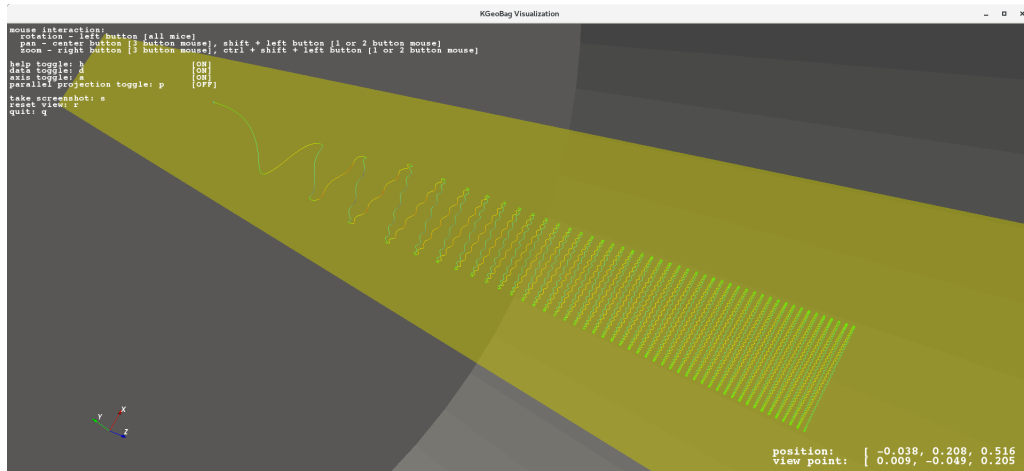 KGeoBag Visualization
mouse interaction:
rotation - left button [all mice]
pan - center button [3 button mouse], shift + left button [1 or 2 button mouse]
zoom - right button [3 button mouse], ctrl + shift + left button [1 or 2 button mouse]
help toggle: h [ON]
data toggle: d [ON]
axis toggle: a [ON]
parallel projection toggle: p [OFF]
take screenshot: s
reset view: r
quit: q
X
Y
Z
position: [ -0.038, 0.208, 0.516
view point: [ 0.009, -0.049, 0.205